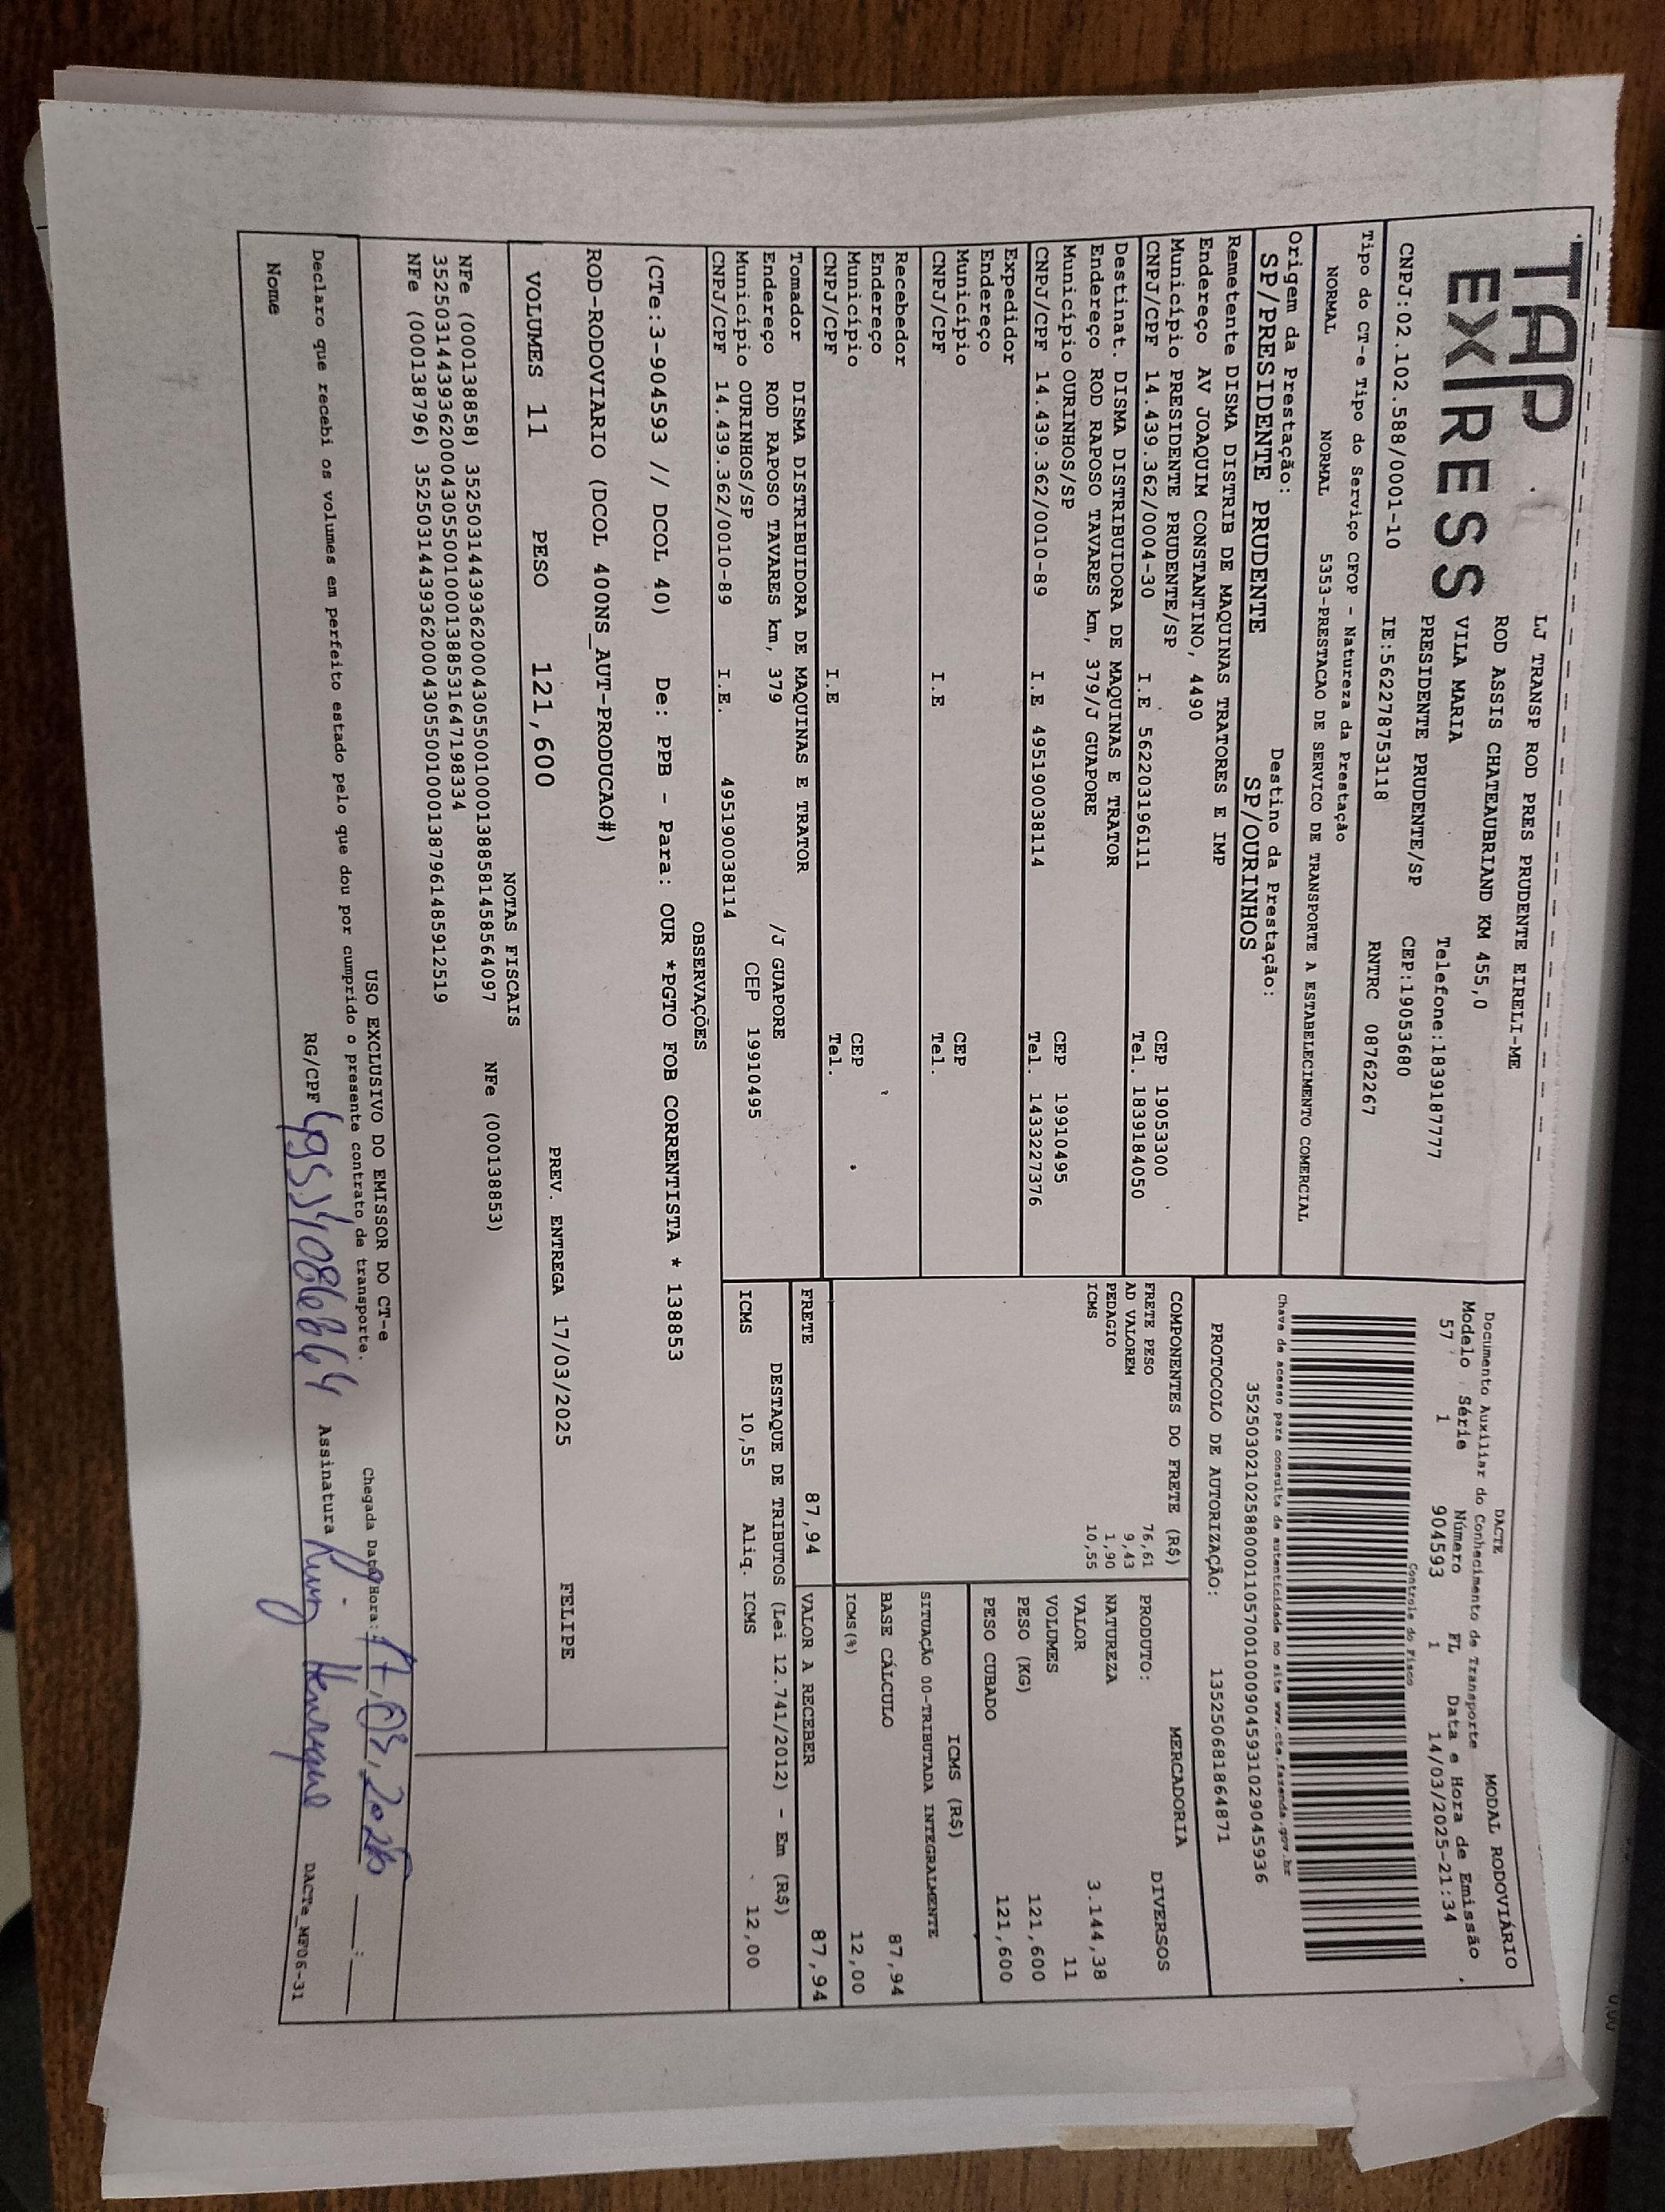 TAP
EXPRESS
LJ TRANSP ROD PRES PRUDENTE EIRELI-ME
ROD ASSIS CHATEAUBRIAND KM 455,0
VILA MARIA Telefone:1839187777
PRESIDENTE PRUDENTE/SP CEP:19053680
CNPJ:02.102.588/0001-10 IE:562278753118 RNTRC 08762267
DACTE MODAL RODOVIÁRIO
Documento Auxiliar do Conhecimento de Transporte
Modelo Série Número FL Data e Hora de Emissão
57 1 904593 1 14/03/2025-21:34
Controle do Fisco
Chave de acesso para consulta de autenticidade no site www.cte.fazenda.gov.br
35250302102588000110570010009045931029045936
PROTOCOLO DE AUTORIZAÇÃO: 135250681864871
Tipo do CT-e Tipo do Serviço CFOP - Natureza da Prestação
NORMAL NORMAL 5353-PRESTACAO DE SERVICO DE TRANSPORTE A ESTABELECIMENTO COMERCIAL
Origem da Prestação: Destino da Prestação:
SP/PRESIDENTE PRUDENTE SP/OURINHOS
Remetente DISMA DISTRIB DE MAQUINAS TRATORES E IMP
Endereço AV JOAQUIM CONSTANTINO, 4490
Município PRESIDENTE PRUDENTE/SP CEP 19053300
CNPJ/CPF 14.439.362/0004-30 I.E 562203196111 Tel. 1839184050
Destinat. DISMA DISTRIBUIDORA DE MAQUINAS E TRATOR
Endereço ROD RAPOSO TAVARES km, 379/J GUAPORE
Município OURINHOS/SP CEP 19910495
CNPJ/CPF 14.439.362/0010-89 I.E 495190038114 Tel. 1433227376
Expedidor
Endereço
Município CEP
CNPJ/CPF I.E Tel.
Recebedor
Endereço
Município CEP
CNPJ/CPF I.E Tel.
Tomador DISMA DISTRIBUIDORA DE MAQUINAS E TRATOR
Endereço ROD RAPOSO TAVARES km, 379 /J GUAPORE
Município OURINHOS/SP CEP 19910495
CNPJ/CPF 14.439.362/0010-89 I.E. 495190038114
COMPONENTES DO FRETE (R$)
FRETE PESO 76,61
AD VALOREM 9,43
PEDAGIO 1,90
ICMS 10,55
MERCADORIA
PRODUTO: DIVERSOS
NATUREZA
VALOR 3.144,38
VOLUMES 11
PESO (KG) 121,600
PESO CUBADO 121,600
ICMS (R$)
SITUAÇÃO 00-TRIBUTADA INTEGRALMENTE
BASE CÁLCULO 87,94
ICMS(%) 12,00
FRETE 87,94 VALOR A RECEBER 87,94
DESTAQUE DE TRIBUTOS (Lei 12.741/2012) - Em (R$)
ICMS 10,55 Aliq. ICMS 12,00
OBSERVAÇÕES
(CTe:3-904593 // DCOL 40) De: PPB - Para: OUR *PGTO FOB CORRENTISTA * 138853
ROD-RODOVIARIO (DCOL 400NS_AUT-PRODUCAO#)
VOLUMES 11 PESO 121,600 PREV. ENTREGA 17/03/2025 FELIPE
NOTAS FISCAIS
NFe (000138858) 35250314439362000430550010001388581458564097 NFe (000138853)
35250314439362000430550010001388531647198334
NFe (000138796) 35250314439362000430550010001387961485912519
USO EXCLUSIVO DO EMISSOR DO CT-e
Declaro que recebi os volumes em perfeito estado pelo que dou por cumprido o presente contrato de transporte. Chegada Data/Hora: 17,03,2025 __:__
Nome RG/CPF Assinatura Henrique DACTe_MF06-31
0,00